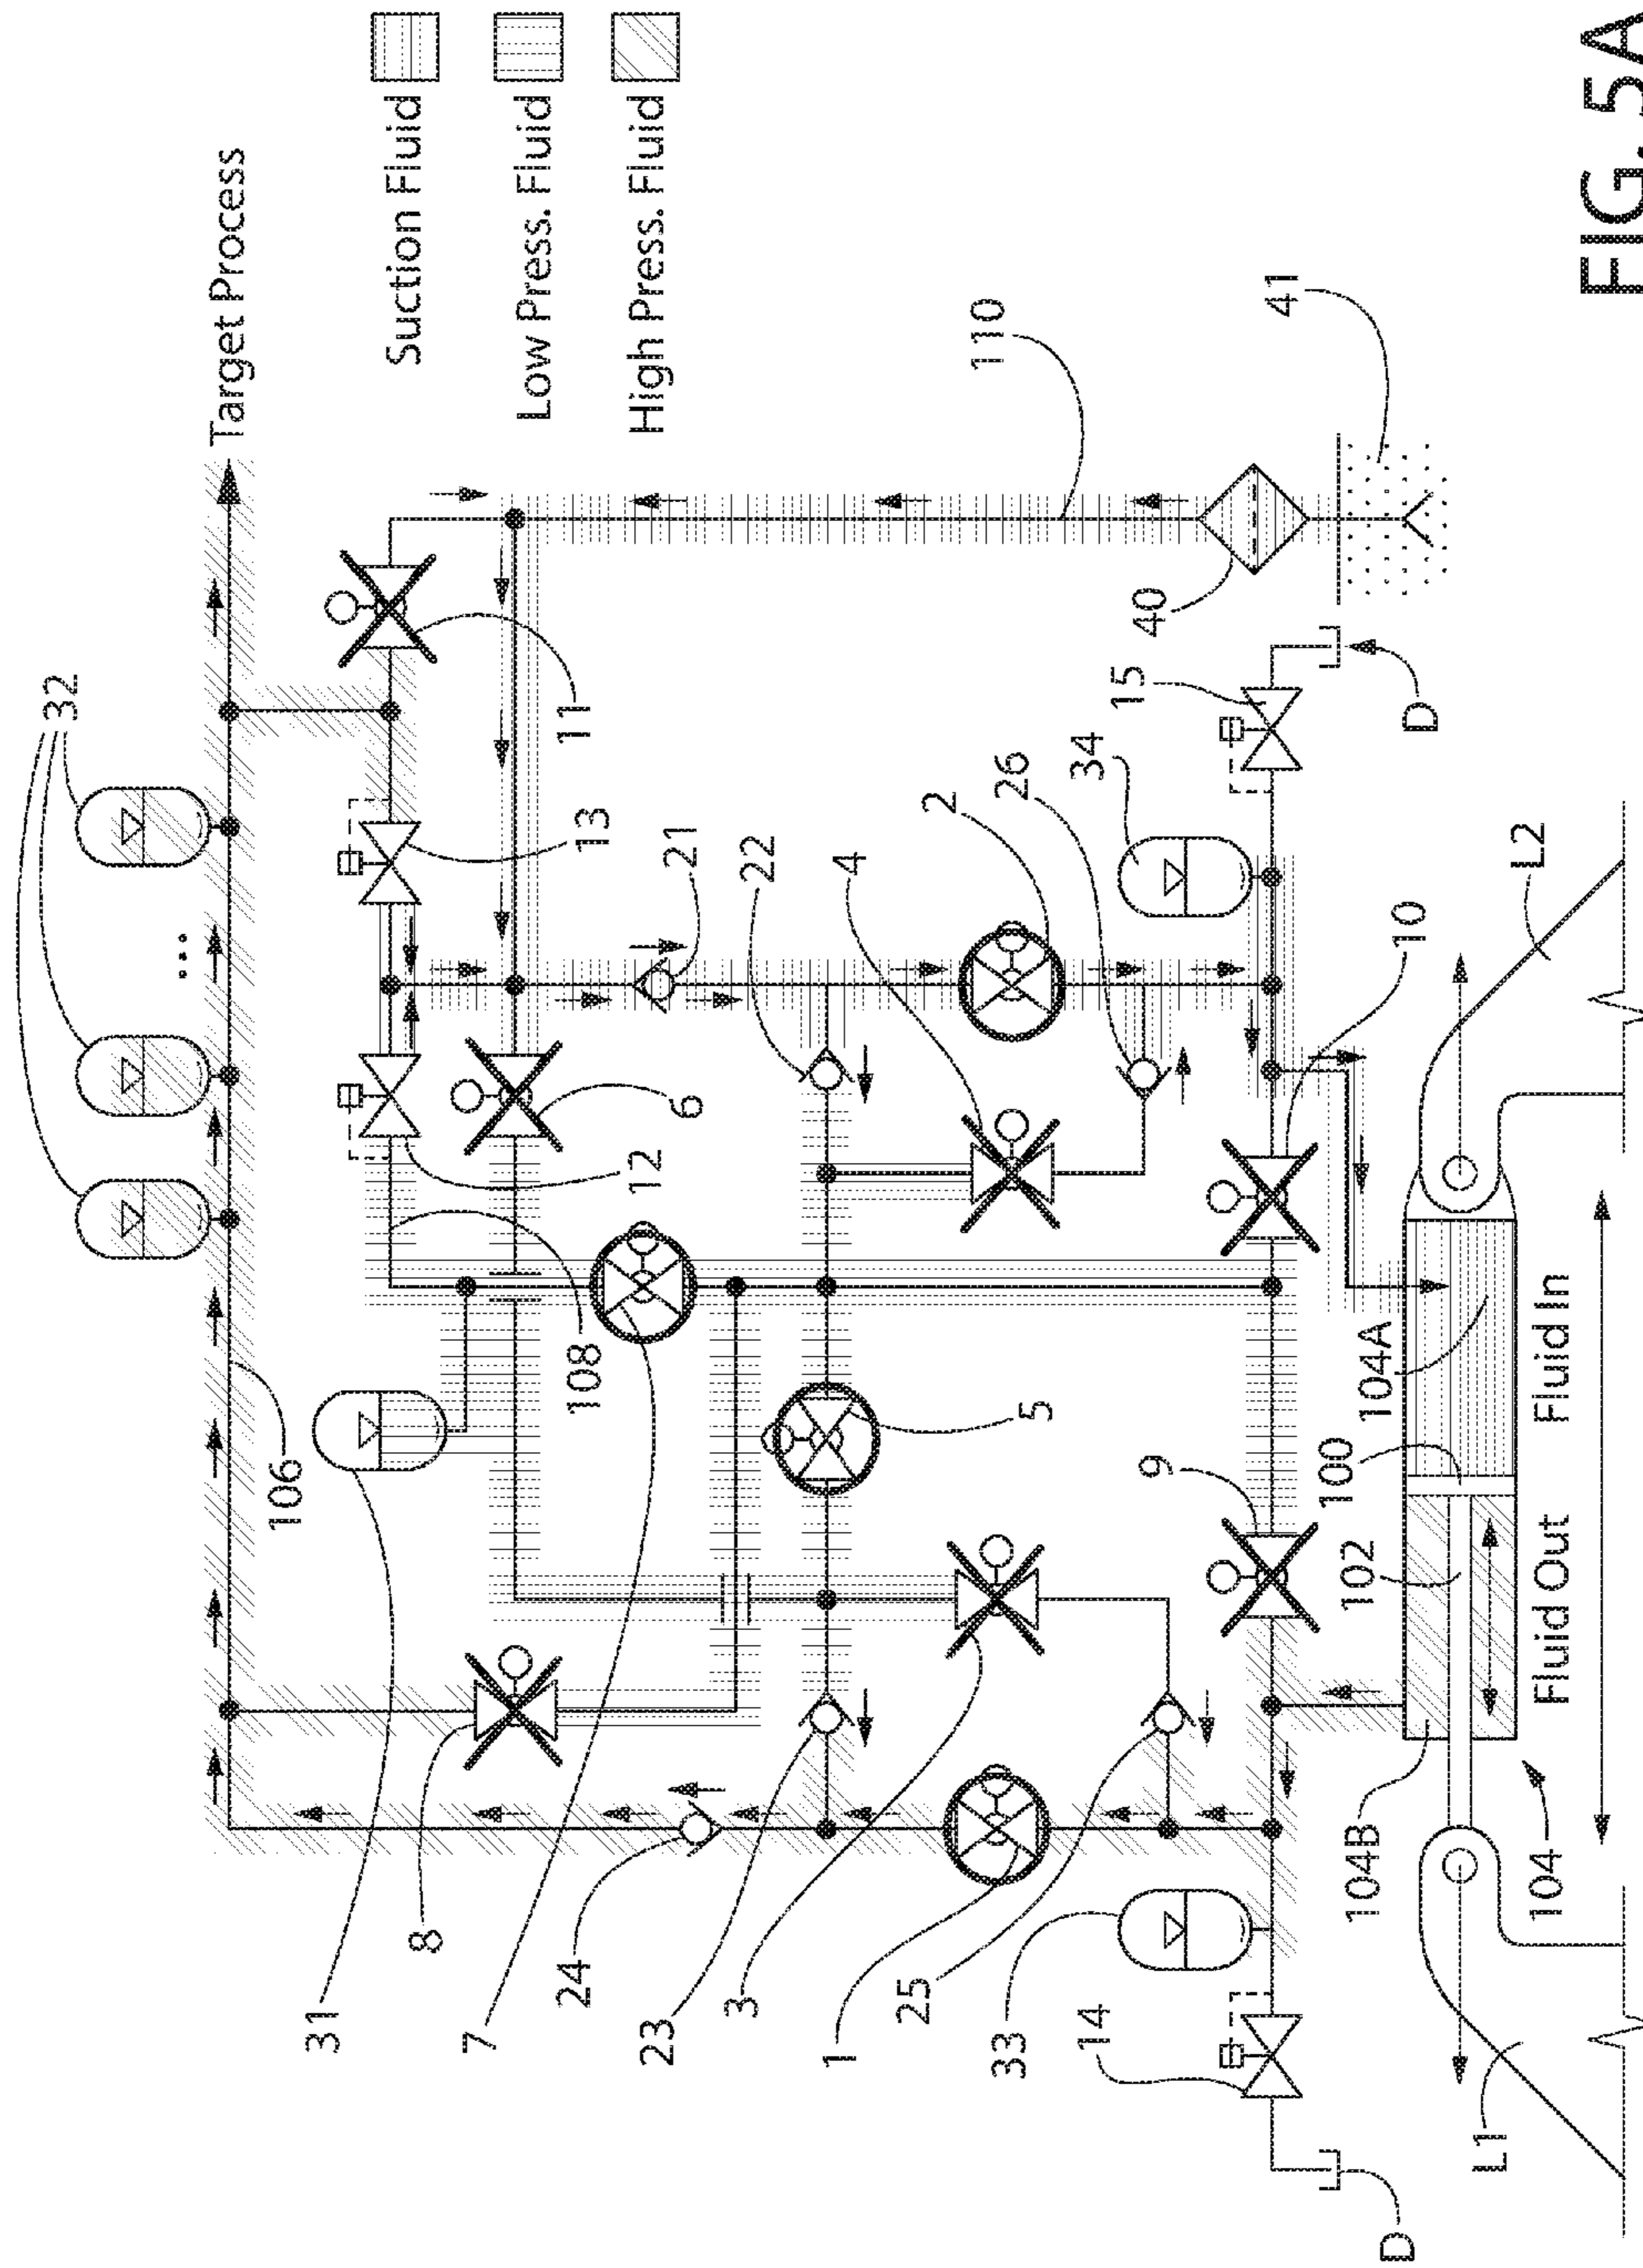 32
...
Target Process
106
31
Suction Fluid
8
7
Low Press. Fluid
24
108
11
13
12
High Press. Fluid
23
6
21
3
22
1
4
25
2
110
33
26
5
34
14
15
9
40
10
41
100
102
104B
104A
D
D
L1
L2
104
Fluid Out Fluid In
FIG. 5A